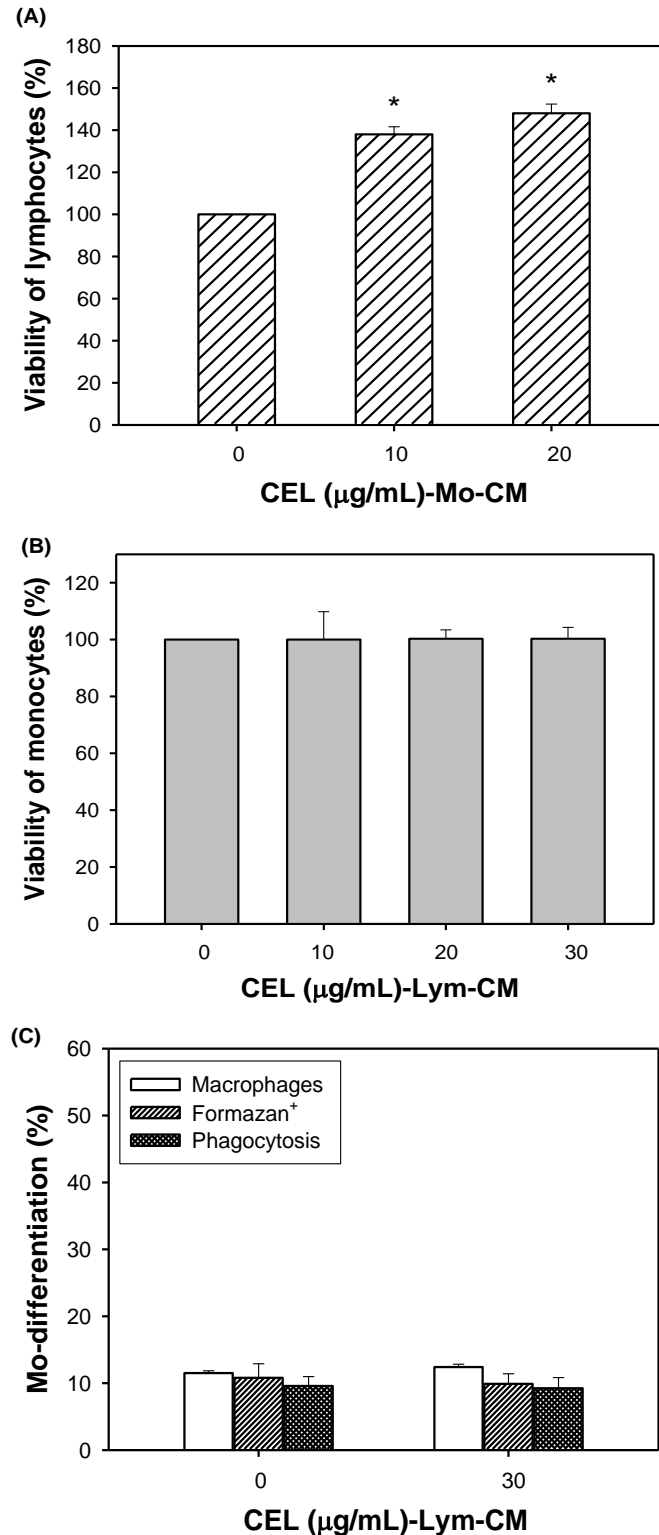 (A)
Viability of lymphocytes (%)
180
160
140
120
100
80
60
40
20
0
*
*
0 10 20
CEL (μg/mL)-Mo-CM
(B)
Viability of monocytes (%)
120
100
80
60
40
20
0
0 10 20 30
CEL (μg/mL)-Lym-CM
(C)
Mo-differentiation (%)
60
50
40
30
20
10
0
Macrophages
Formazan⁺
Phagocytosis
0 30
CEL (μg/mL)-Lym-CM